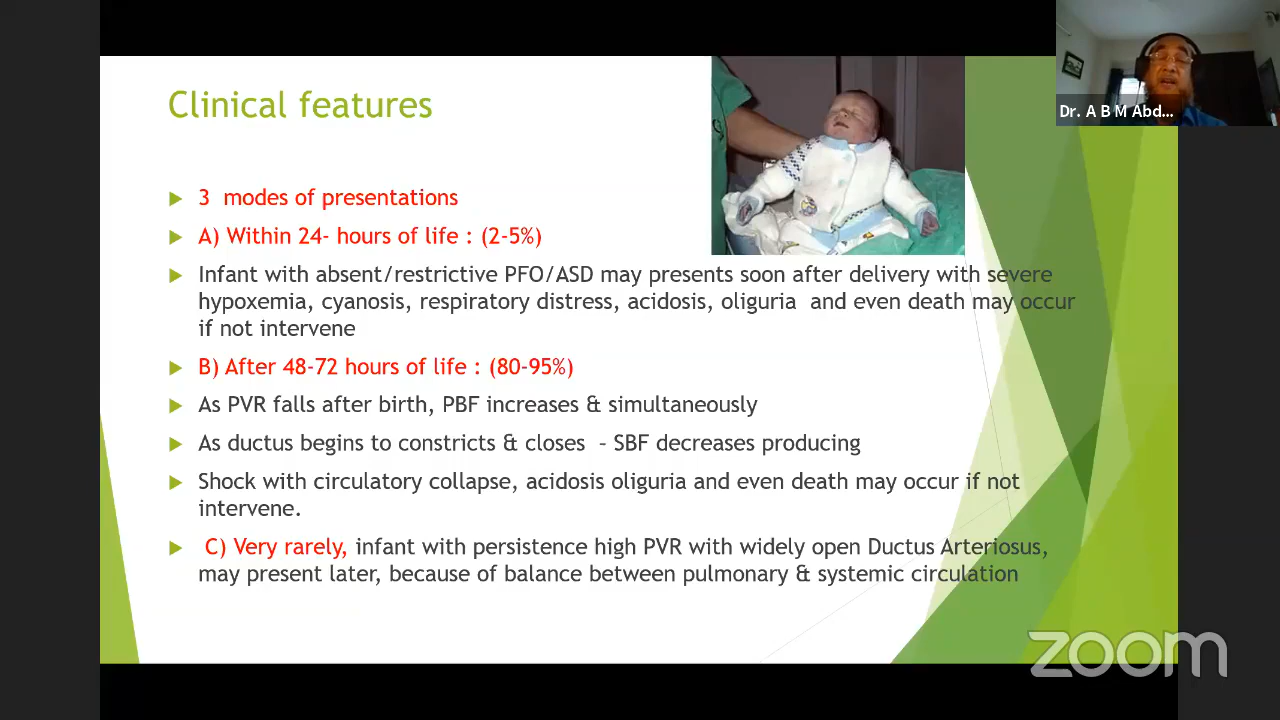 Clinical features
Dr. A B M Abd...
3 modes of presentations
A) Within 24- hours of life : (2-5%)
Infant with absent/restrictive PFO/ASD may presents soon after delivery with severe
hypoxemia, cyanosis, respiratory distress, acidosis, oliguria and even death may occur
if not intervene
B) After 48-72 hours of life : (80-95%)
As PVR falls after birth, PBF increases & simultaneously
As ductus begins to constricts & closes – SBF decreases producing
Shock with circulatory collapse, acidosis oliguria and even death may occur if not
intervene.
C) Very rarely, infant with persistence high PVR with widely open Ductus Arteriosus,
may present later, because of balance between pulmonary & systemic circulation
zoom